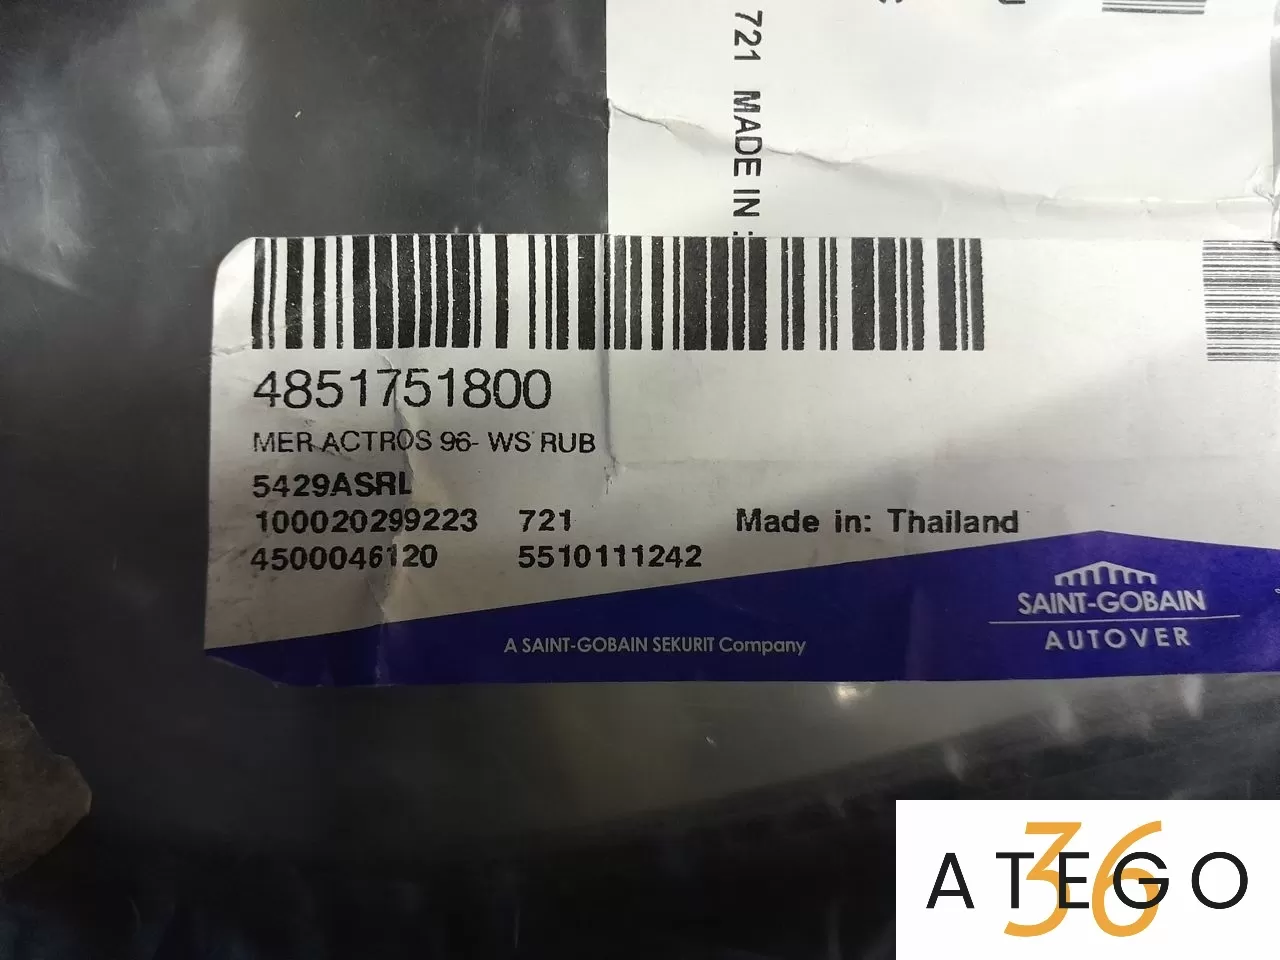 721 MADE IN :
4851751800
MER ACTROS 96- WS RUB
5429ASRL
100020299223 721 Made in: Thailand
4500046120 5510111242
A SAINT-GOBAIN SEKURIT Company
SAINT-GOBAIN
AUTOVER
ATEGO
36